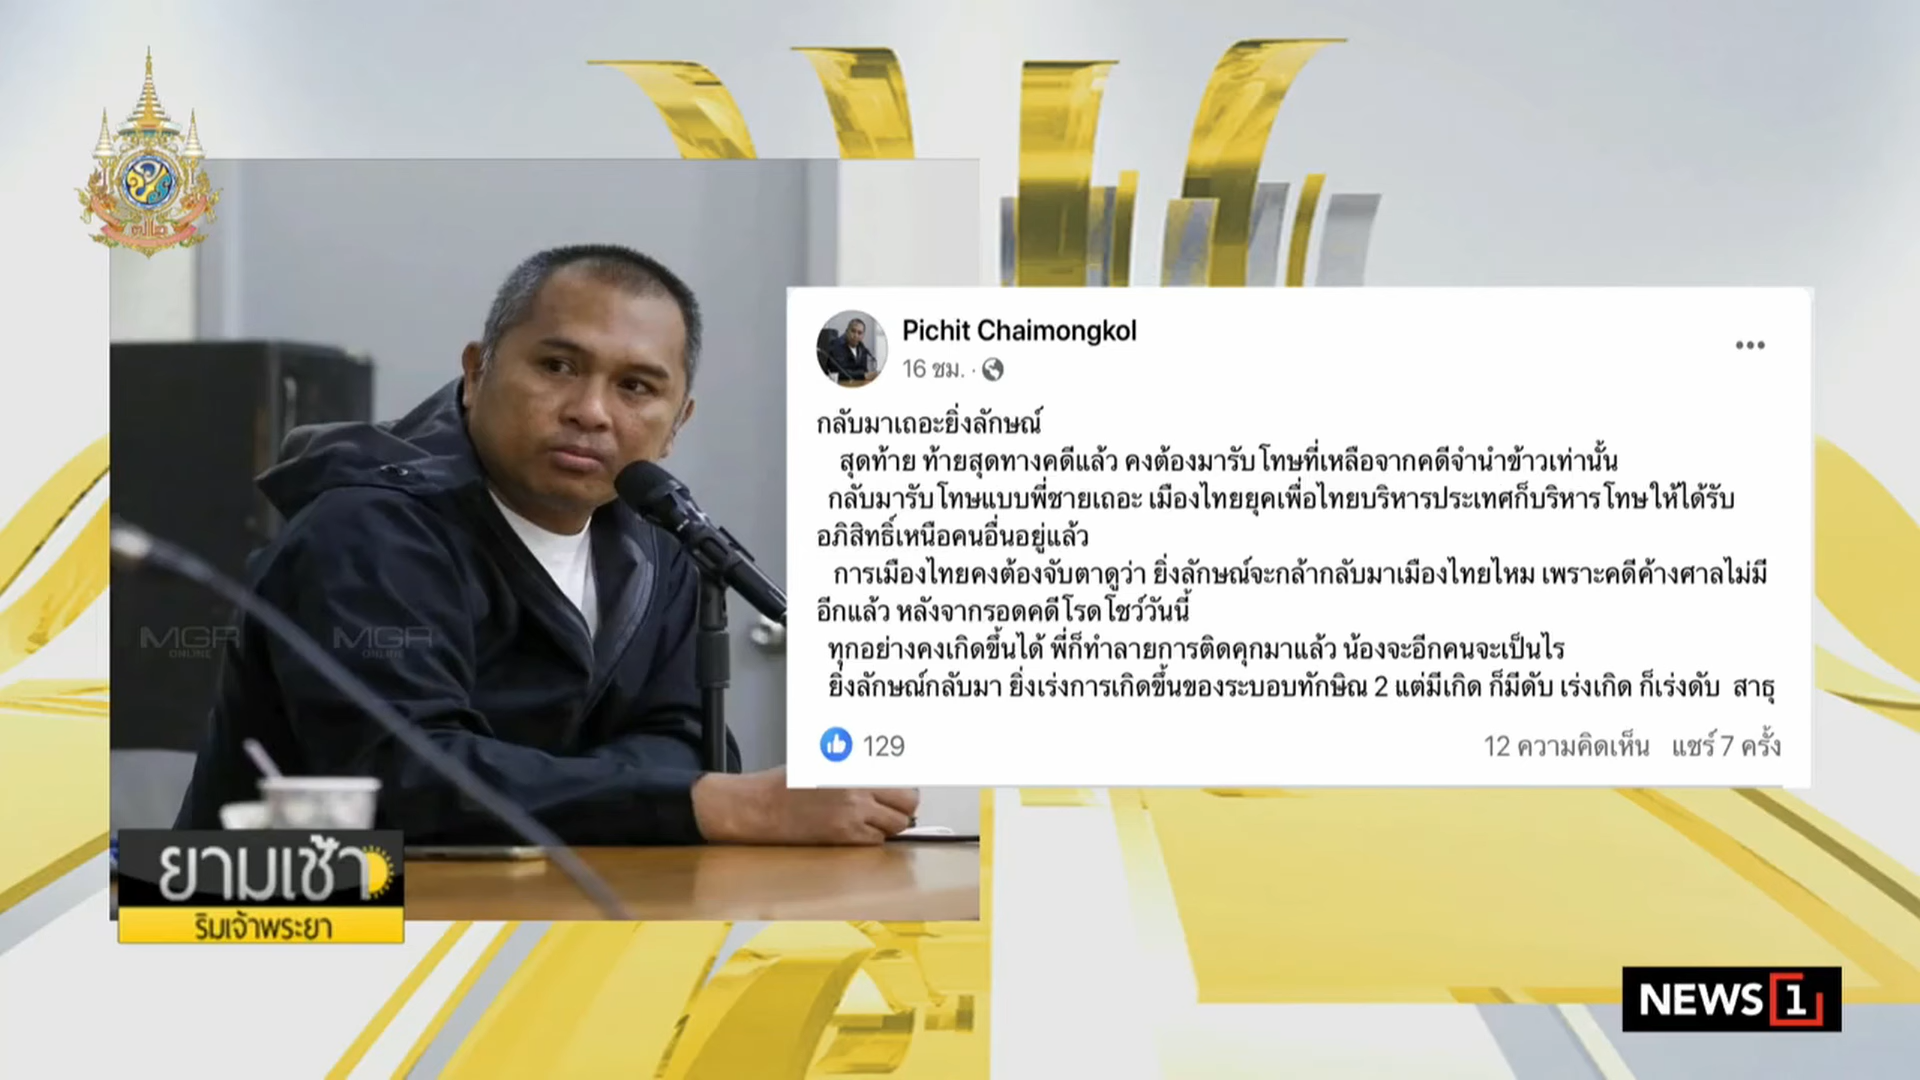 Pichit Chaimongkol
16 ชม. ·
กลับมาเถอะยิ่งลักษณ์
สุดท้าย ท้ายสุดทางคดีแล้ว คงต้องมารับโทษที่เหลือจากคดีจำนำข้าวเท่านั้น
กลับมารับโทษแบบพี่ชายเถอะ เมืองไทยยุคเพื่อไทยบริหารประเทศก็บริหารโทษให้ได้รับ
อภิสิทธิ์เหนือคนอื่นอยู่แล้ว
การเมืองไทยคงต้องจับตาดูว่า ยิ่งลักษณ์จะกล้ากลับมาเมืองไทยไหม เพราะคดีค้างศาลไม่มี
อีกแล้ว หลังจากรอดคดีโรดโชว์วันนี้
ทุกอย่างคงเกิดขึ้นได้ พี่ก็ทำลายการติดคุกมาแล้ว น้องจะอีกคนจะเป็นไร
ยิ่งลักษณ์กลับมา ยิ่งเร่งการเกิดขึ้นของระบอบทักษิณ 2 แต่มีเกิด ก็มีดับ เร่งเกิด ก็เร่งดับ สาธุ
129
12 ความคิดเห็น แชร์ 7 ครั้ง
MGR ONLINE
MGR ONLINE
๗๒
ยามเช้า
ริมเจ้าพระยา
NEWS 1